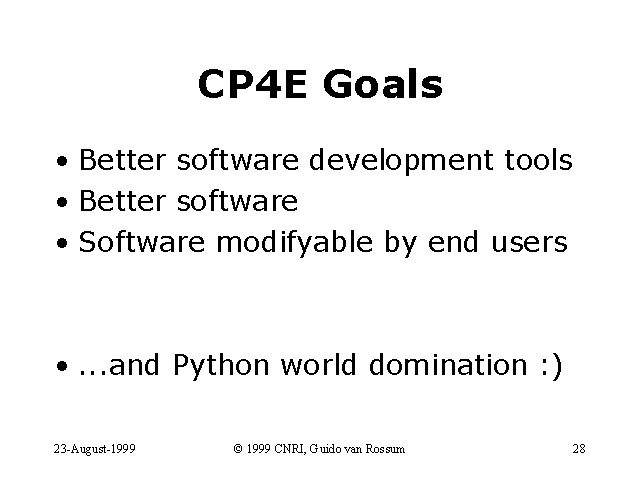 CP4E Goals
• Better software development tools
• Better software
• Software modifyable by end users
• ...and Python world domination :)
23-August-1999 © 1999 CNRI, Guido van Rossum 28